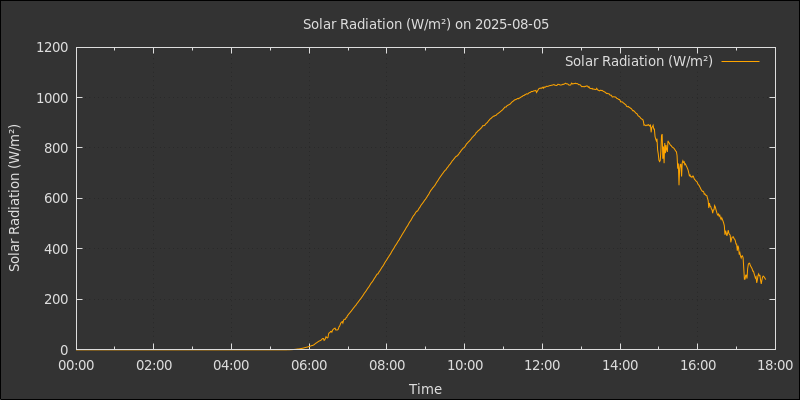 Solar Radiation (W/m²) on 2025-08-05
Solar Radiation (W/m²)
1200
1000
800
600
400
200
0
Solar Radiation (W/m²)
00:00 02:00 04:00 06:00 08:00 10:00 12:00 14:00 16:00 18:00
Time